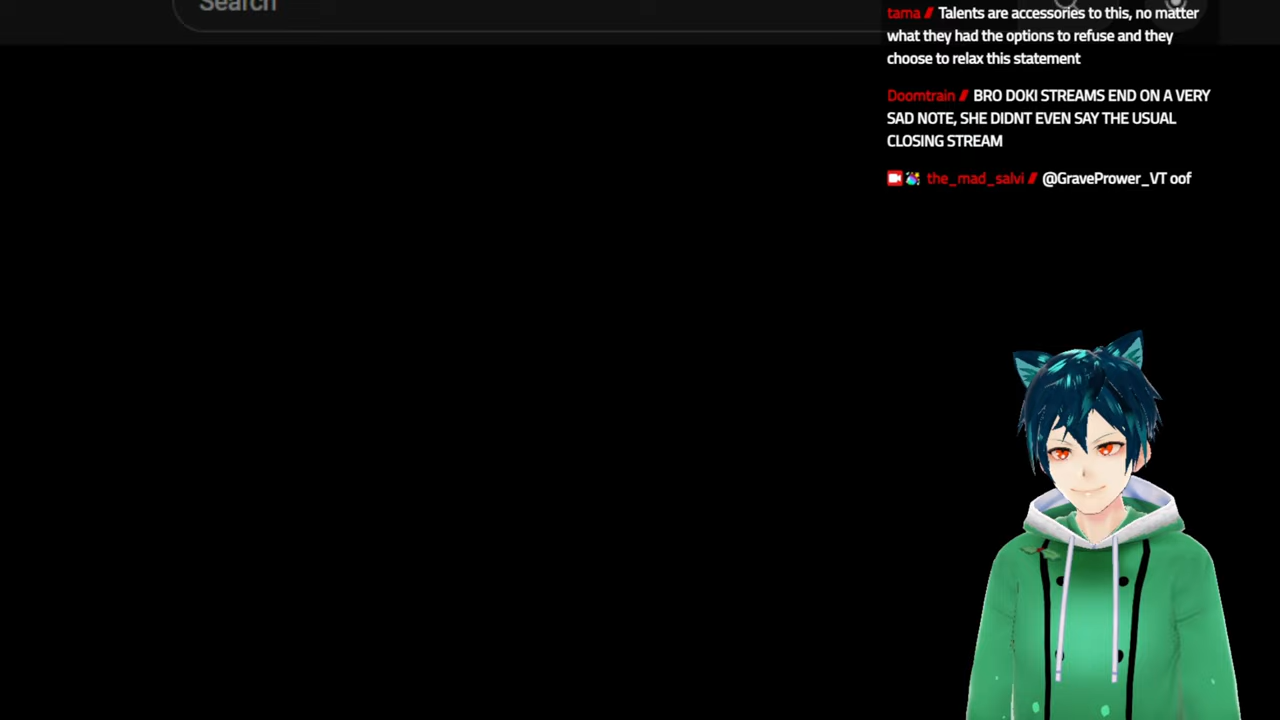 Search
tama // Talents are accessories to this, no matter
what they had the options to refuse and they
choose to relax this statement
Doomtrain // BRO DOKI STREAMS END ON A VERY
SAD NOTE, SHE DIDNT EVEN SAY THE USUAL
CLOSING STREAM
the_mad_salvi // @GravePrower_VT oof